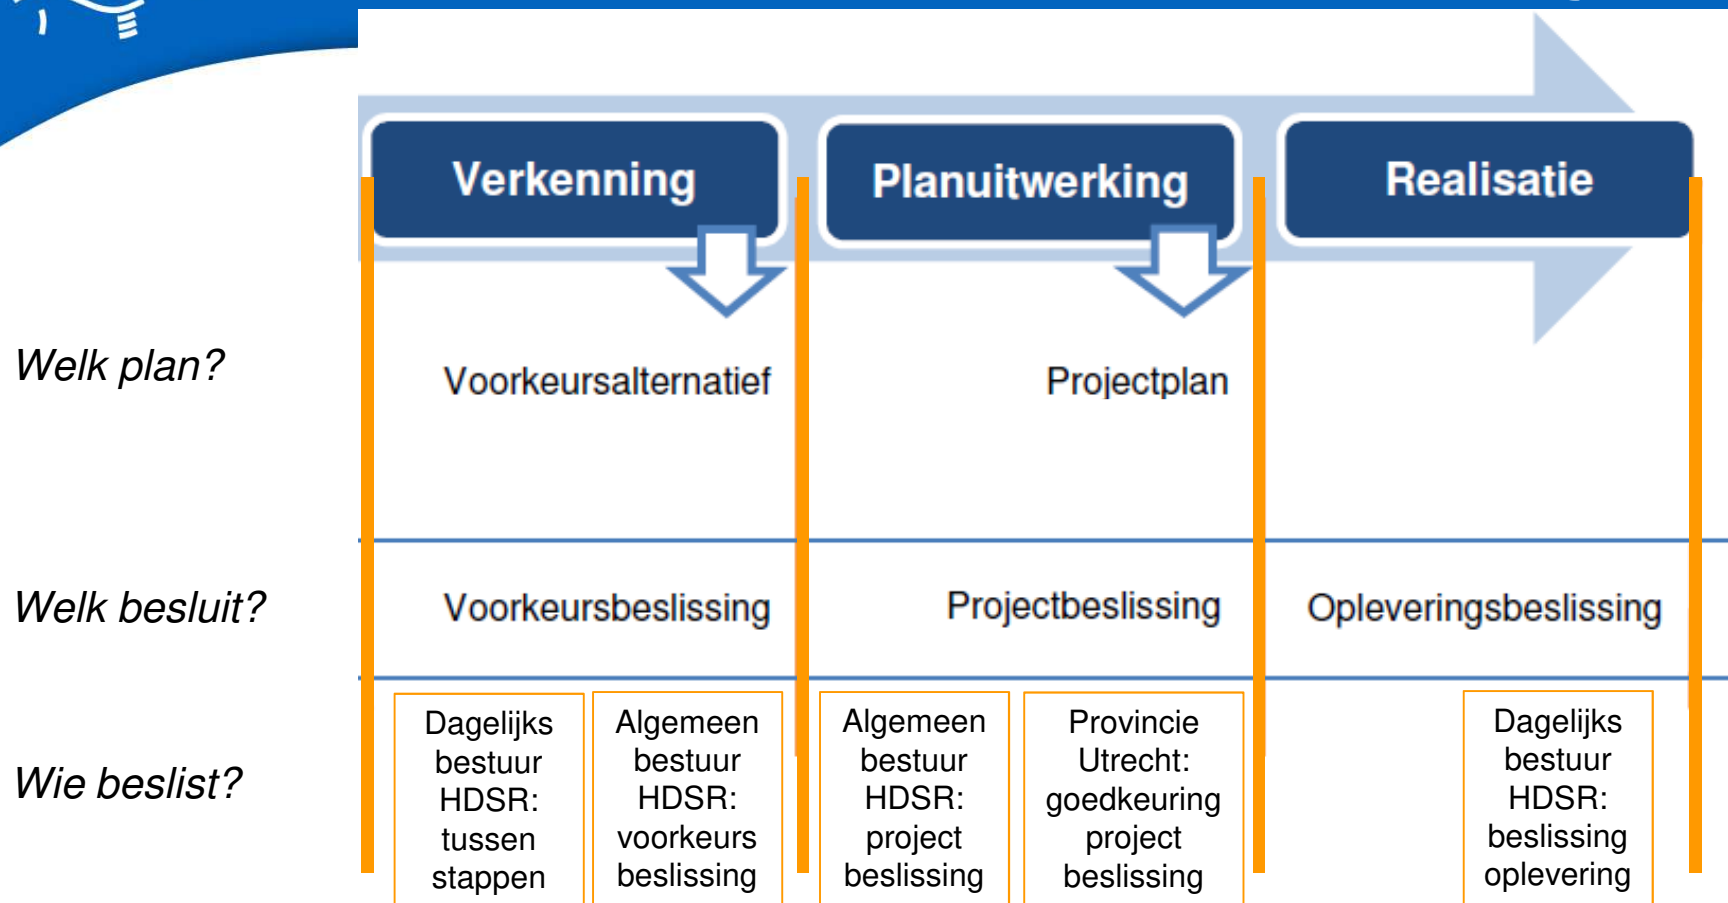 Verkenning
Planuitwerking
Realisatie
Welk plan?
Voorkeursalternatief
Projectplan
Welk besluit?
Voorkeursbeslissing
Projectbeslissing
Opleveringsbeslissing
Wie beslist?
Dagelijks
bestuur
HDSR:
tussen
stappen
Algemeen
bestuur
HDSR:
voorkeurs
beslissing
Algemeen
bestuur
HDSR:
project
beslissing
Provincie
Utrecht:
goedkeuring
project
beslissing
Dagelijks
bestuur
HDSR:
beslissing
oplevering